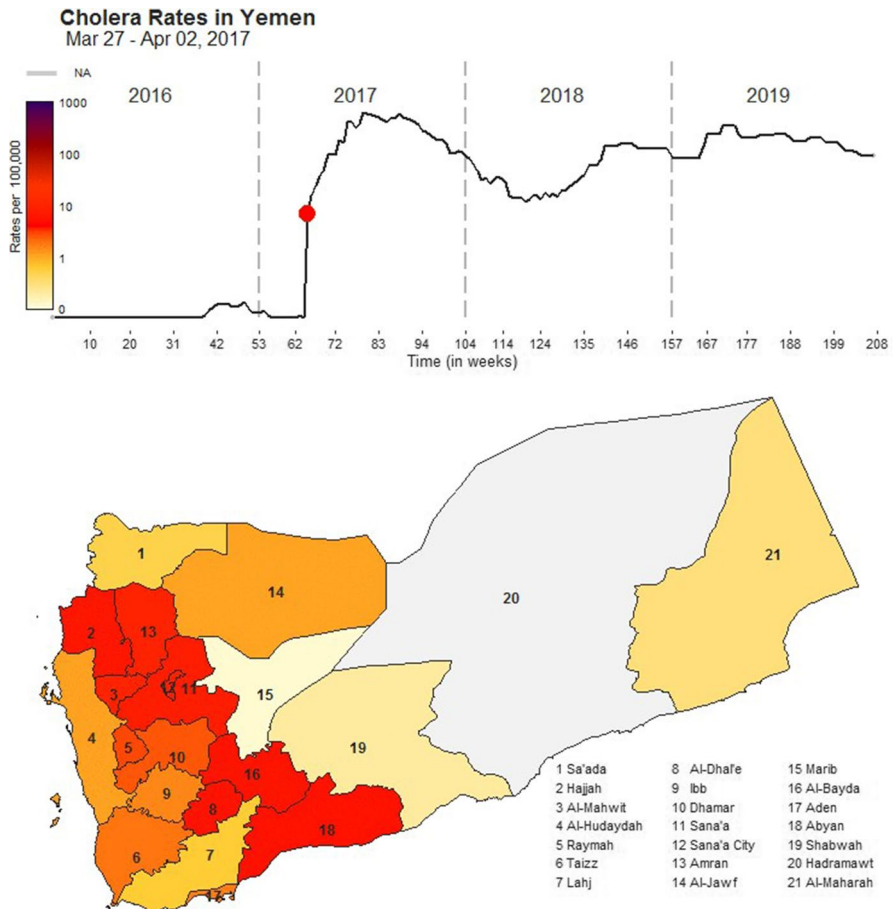 Cholera Rates in Yemen
Mar 27 - Apr 02, 2017
NA
2016 2017 2018 2019
Rates per 100,000
1000
100
10
1
0
10 20 31 42 53 62 72 83 94 104 114 124 135 146 157 167 177 188 199 208
Time (in weeks)
21
1
14
20
2 13
3 12 11
15
4 5 10
19
16
9
8
18
6 7
17
1 Sa'ada 8 Al-Dhal'e 15 Marib
2 Hajjah 9 Ibb 16 Al-Bayda
3 Al-Mahwit 10 Dhamar 17 Aden
4 Al-Hudaydah 11 Sana'a 18 Abyan
5 Raymah 12 Sana'a City 19 Shabwah
6 Taizz 13 Amran 20 Hadramawt
7 Lahj 14 Al-Jawf 21 Al-Maharah